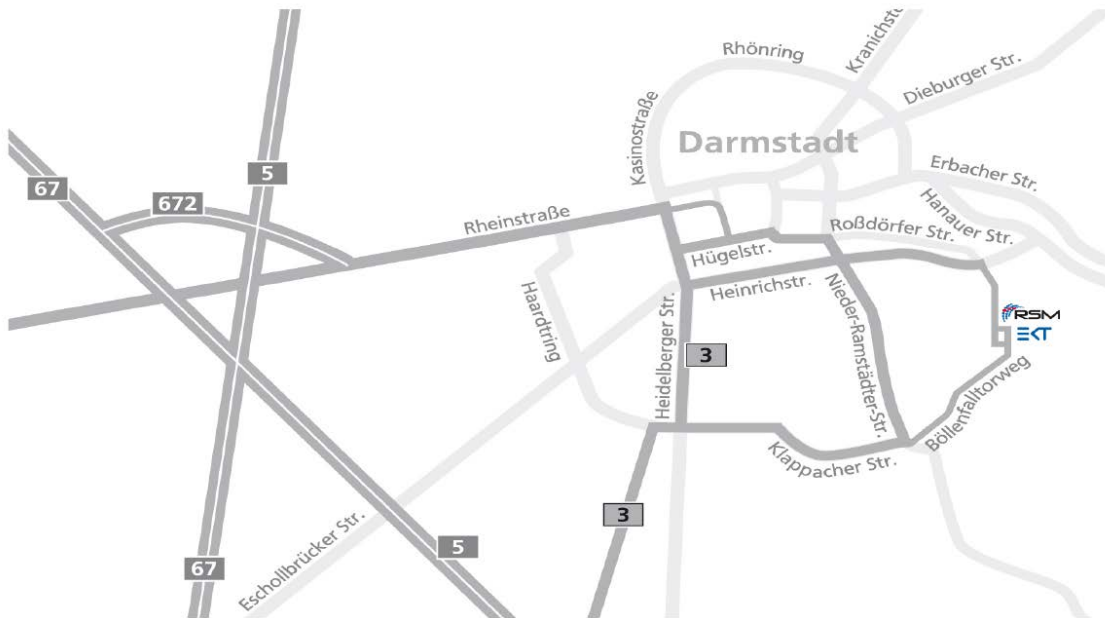 Rhönring
Kranichste
Dieburger Str.
Kasinostraße
Darmstadt
67
5
672
Erbacher Str.
Hanauer Str.
Rheinstraße
Roßdörfer Str.
Hügelstr.
Heinrichstr.
Haardtring
Heidelberger Str.
Nieder-Ramstädter-Str.
RSM
EKT
3
Böllenfalltorweg
Klappacher Str.
3
Eschollbrücker Str.
5
67